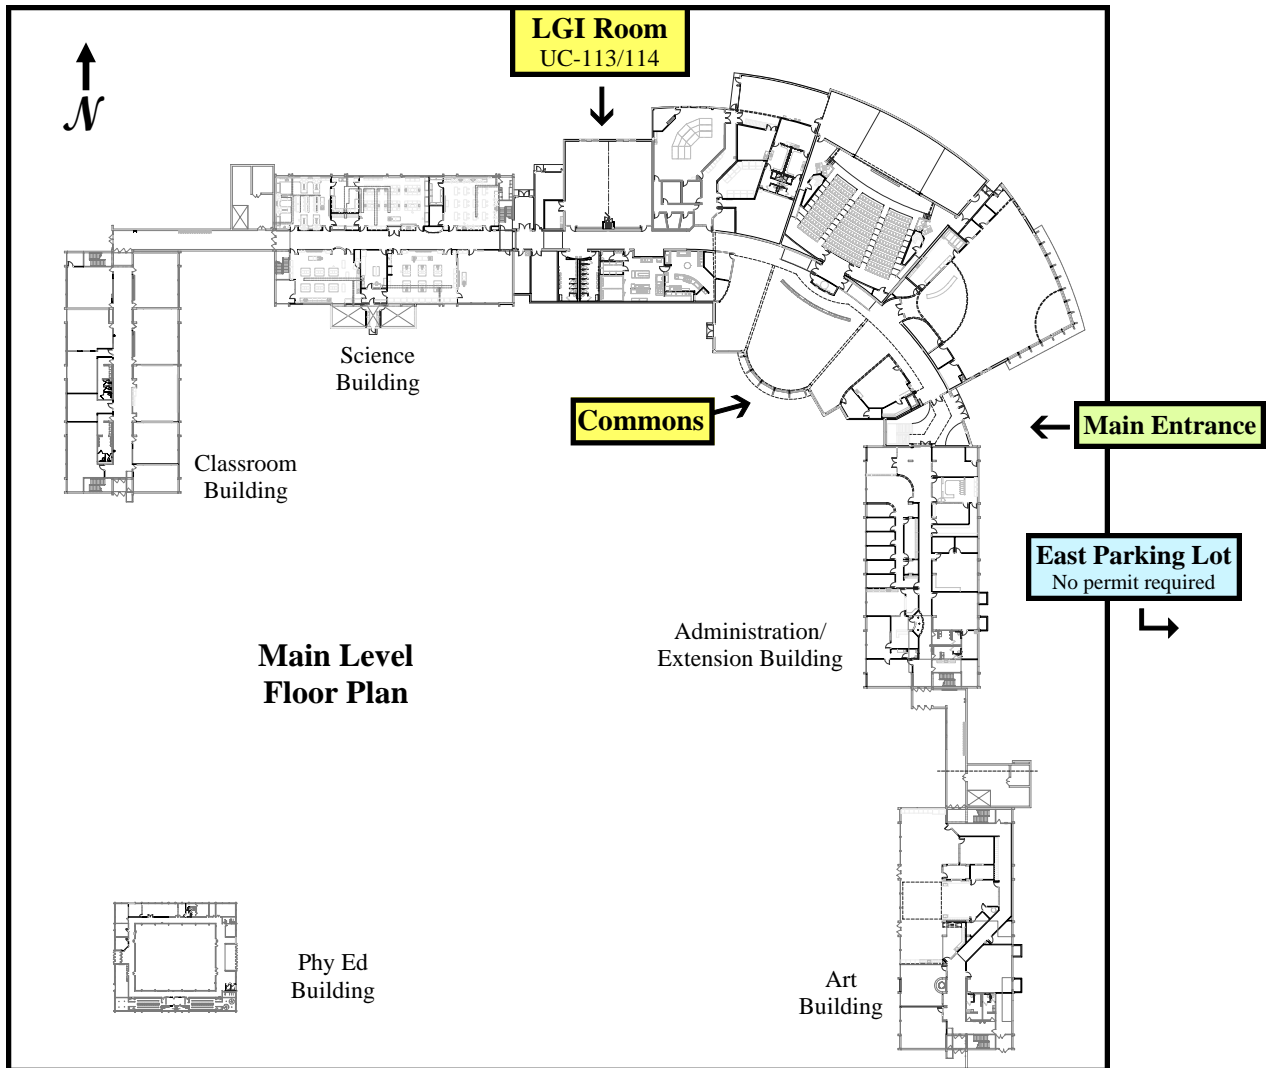 LGI Room
UC-113/114
N
Science
Building
Commons
Main Entrance
Classroom
Building
East Parking Lot
No permit required
Administration/
Extension Building
Main Level
Floor Plan
Phy Ed
Building
Art
Building